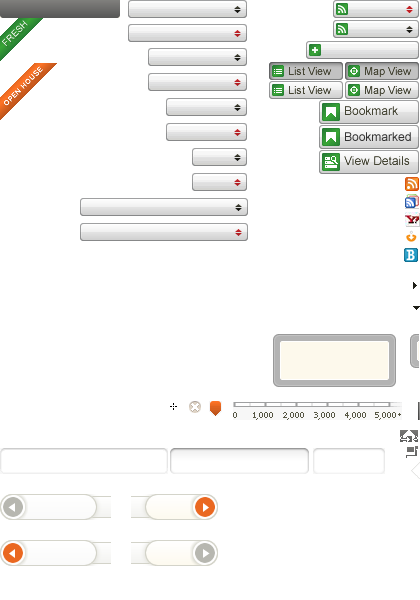 FRESH
OPEN HOUSE
List View Map View
List View Map View
Bookmark
Bookmarked
View Details
Y!
B
0 1,000 2,000 3,000 4,000 5,000+